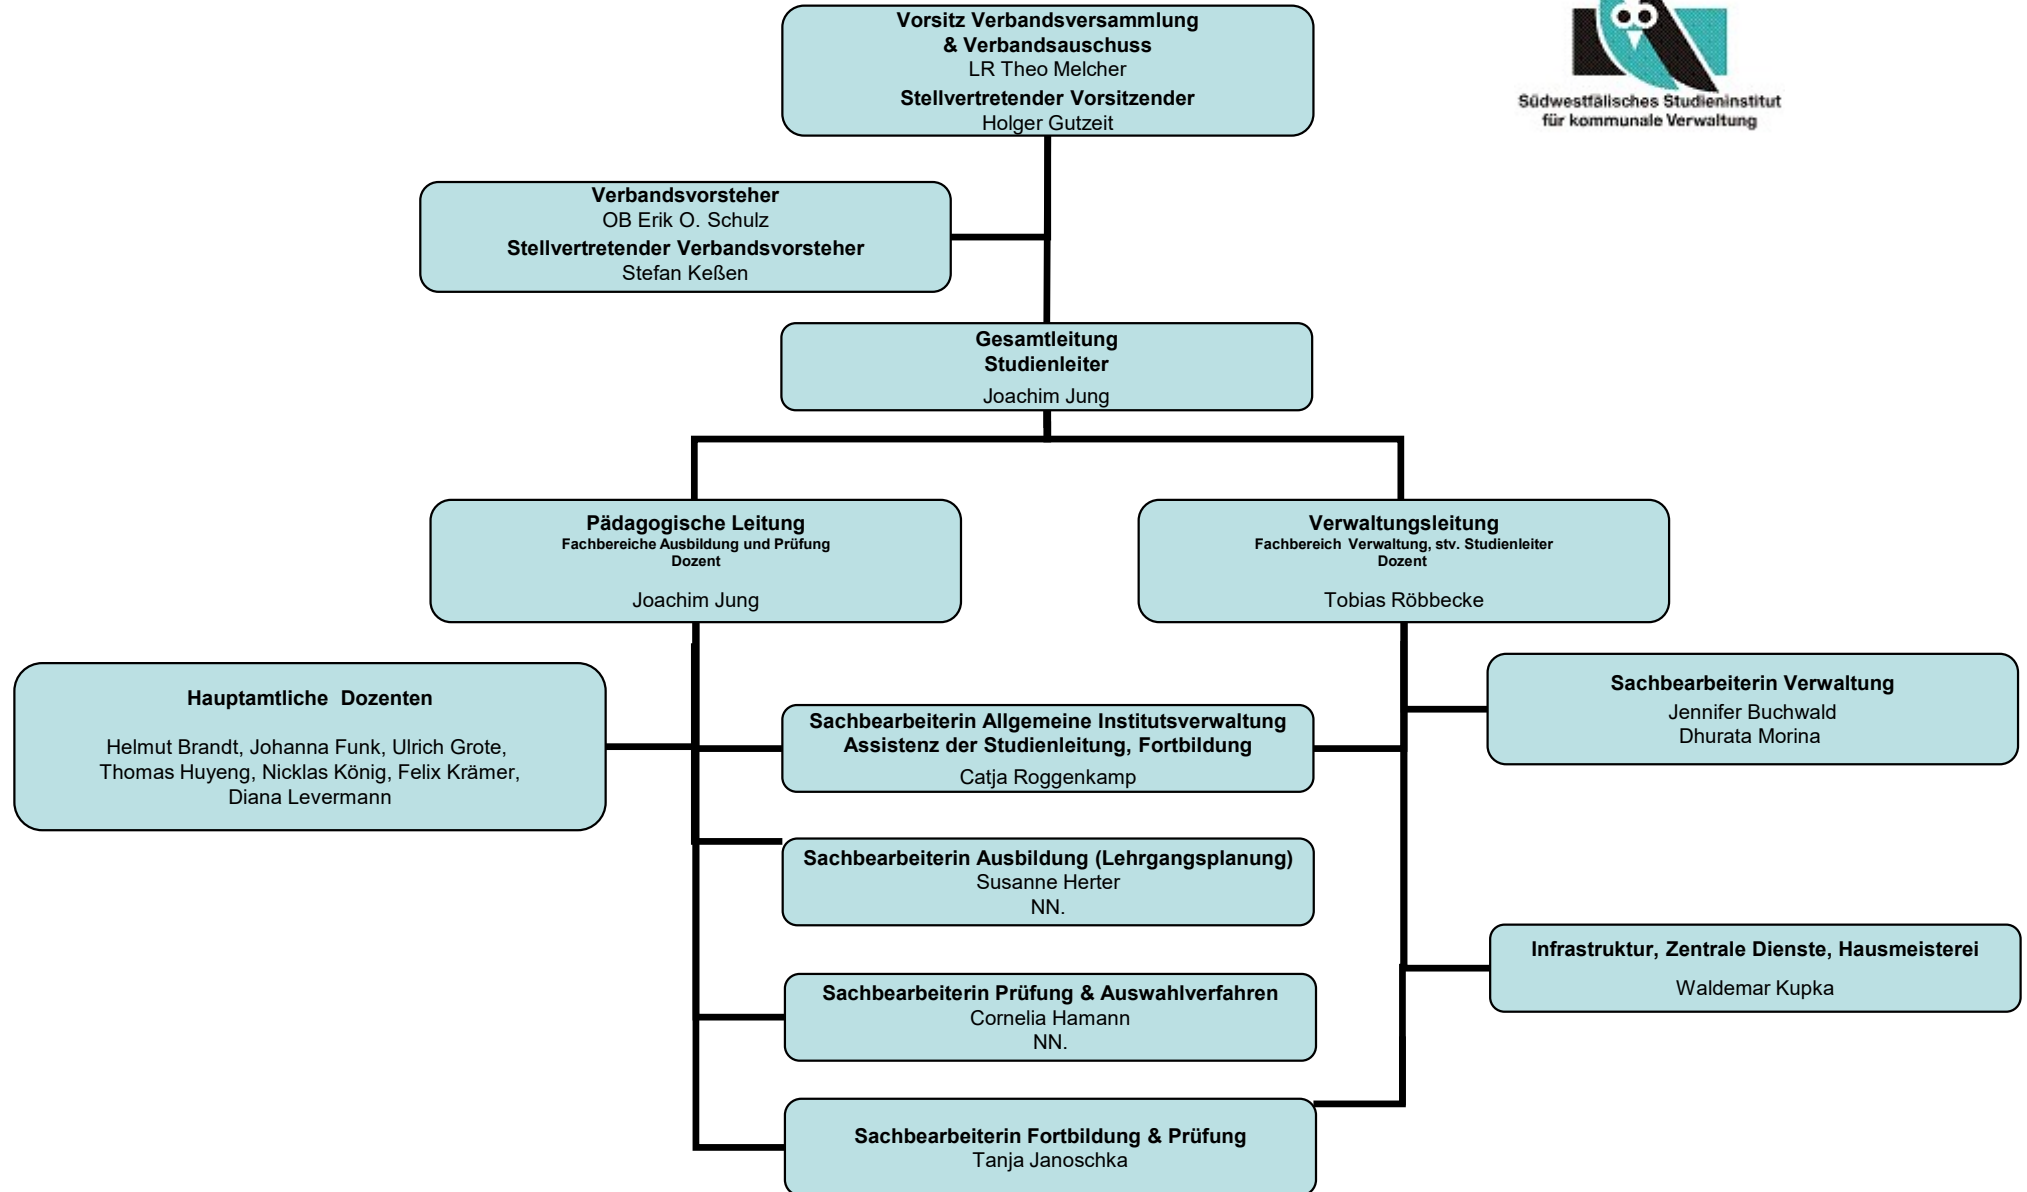 Vorsitz Verbandsversammlung
& Verbandsauschuss
LR Theo Melcher
Stellvertretender Vorsitzender
Holger Gutzeit
Südwestfälisches Studieninstitut
für kommunale Verwaltung
Verbandsvorsteher
OB Erik O. Schulz
Stellvertretender Verbandsvorsteher
Stefan Keßen
Gesamtleitung
Studienleiter
Joachim Jung
Pädagogische Leitung
Fachbereiche Ausbildung und Prüfung
Dozent
Joachim Jung
Verwaltungsleitung
Fachbereich Verwaltung, stv. Studienleiter
Dozent
Tobias Röbbecke
Hauptamtliche Dozenten
Helmut Brandt, Johanna Funk, Ulrich Grote,
Thomas Huyeng, Nicklas König, Felix Krämer,
Diana Levermann
Sachbearbeiterin Allgemeine Institutsverwaltung
Assistenz der Studienleitung, Fortbildung
Catja Roggenkamp
Sachbearbeiterin Verwaltung
Jennifer Buchwald
Dhurata Morina
Sachbearbeiterin Ausbildung (Lehrgangsplanung)
Susanne Herter
NN.
Infrastruktur, Zentrale Dienste, Hausmeisterei
Waldemar Kupka
Sachbearbeiterin Prüfung & Auswahlverfahren
Cornelia Hamann
NN.
Sachbearbeiterin Fortbildung & Prüfung
Tanja Janoschka